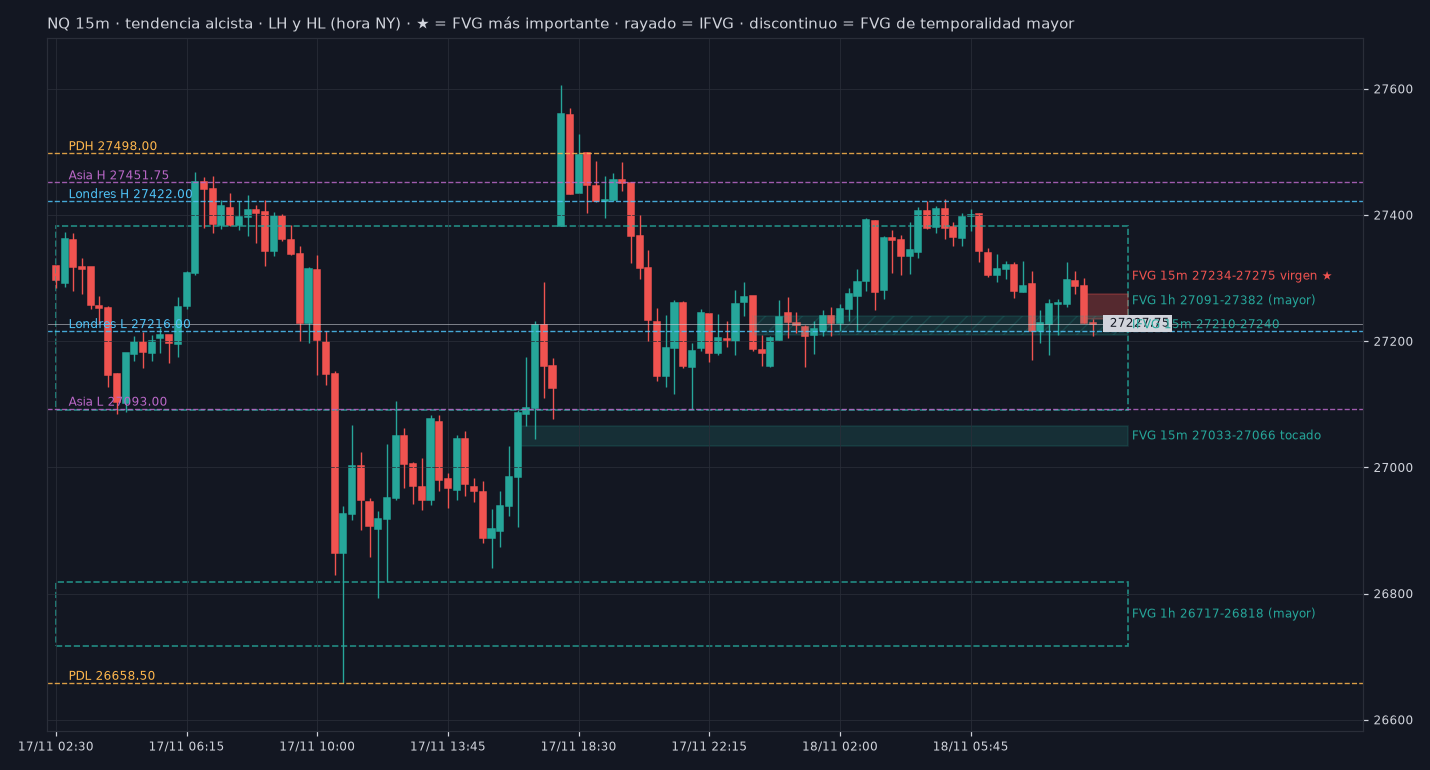 NQ 15m · tendencia alcista · LH y HL (hora NY) · ★ = FVG más importante · rayado = IFVG · discontinuo = FVG de temporalidad mayor
27600
PDH 27498.00
Asia H 27451.75
Londres H 27422.00
27400
FVG 15m 27234-27275 virgen ★
FVG 1h 27091-27382 (mayor)
Londres L 27216.00
27227.75
15m 27210-27240
27200
Asia L 27093.00
FVG 15m 27033-27066 tocado
27000
26800
FVG 1h 26717-26818 (mayor)
PDL 26658.50
26600
17/11 02:30 17/11 06:15 17/11 10:00 17/11 13:45 17/11 18:30 17/11 22:15 18/11 02:00 18/11 05:45